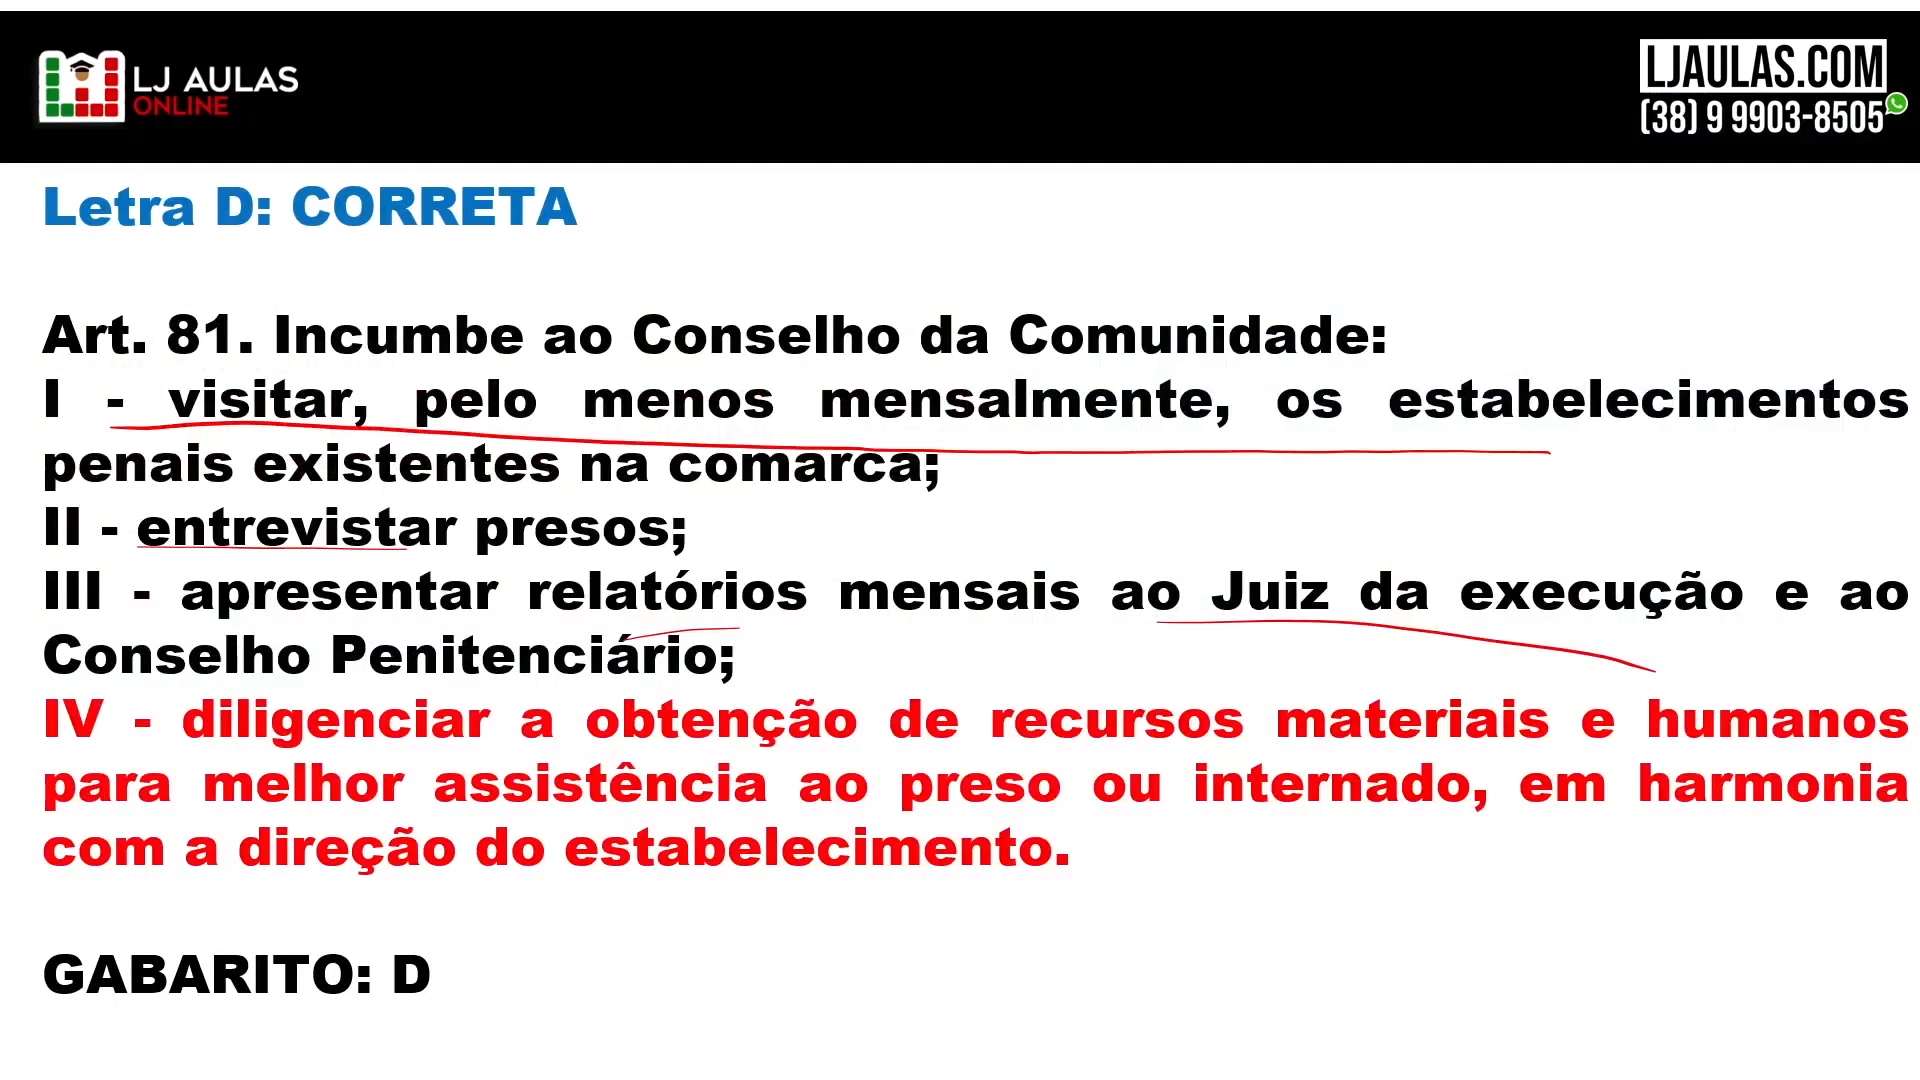 LJ AULAS
ONLINE
LJAULAS.COM
(38) 9 9903-8505
Letra D: CORRETA
Art. 81. Incumbe ao Conselho da Comunidade:
I - visitar, pelo menos mensalmente, os estabelecimentos
penais existentes na comarca;
II - entrevistar presos;
III - apresentar relatórios mensais ao Juiz da execução e ao
Conselho Penitenciário;
IV - diligenciar a obtenção de recursos materiais e humanos
para melhor assistência ao preso ou internado, em harmonia
com a direção do estabelecimento.
GABARITO: D